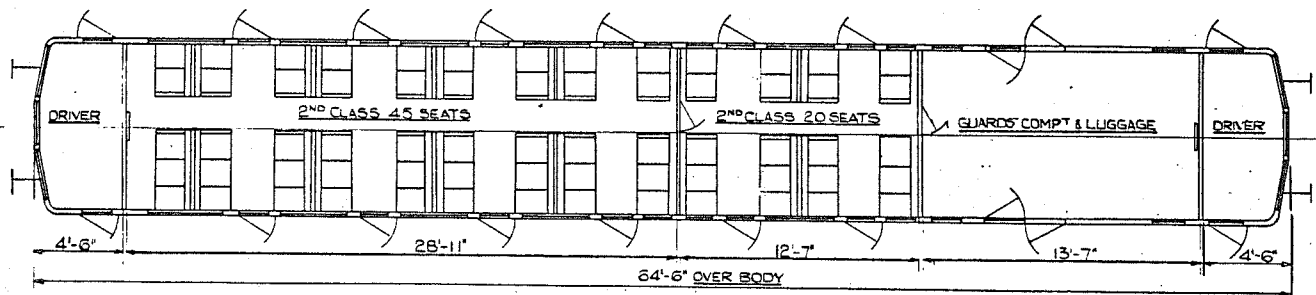 DRIVER
2ND CLASS 45 SEATS
2ND CLASS 20 SEATS
GUARDS' COMPT & LUGGAGE
DRIVER
4'-6"
28'-11"
12'-7"
13'-7"
4'-6"
64'-6" OVER BODY